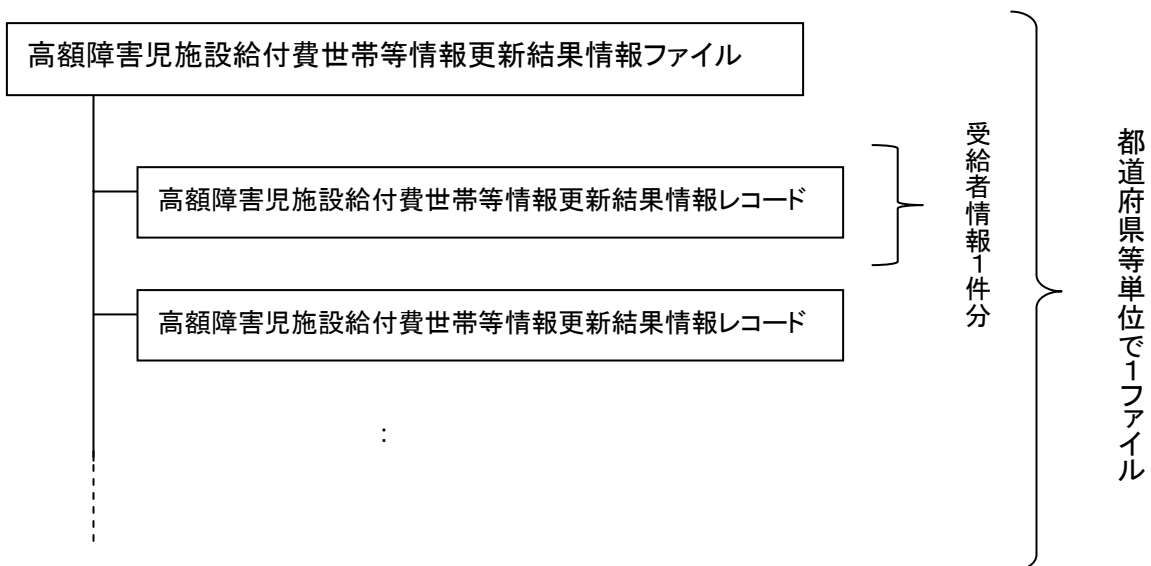 高額障害児施設給付費世帯等情報更新結果情報ファイル
高額障害児施設給付費世帯等情報更新結果情報レコード
受給者情報1件分
高額障害児施設給付費世帯等情報更新結果情報レコード
:
都道府県等単位で1ファイル